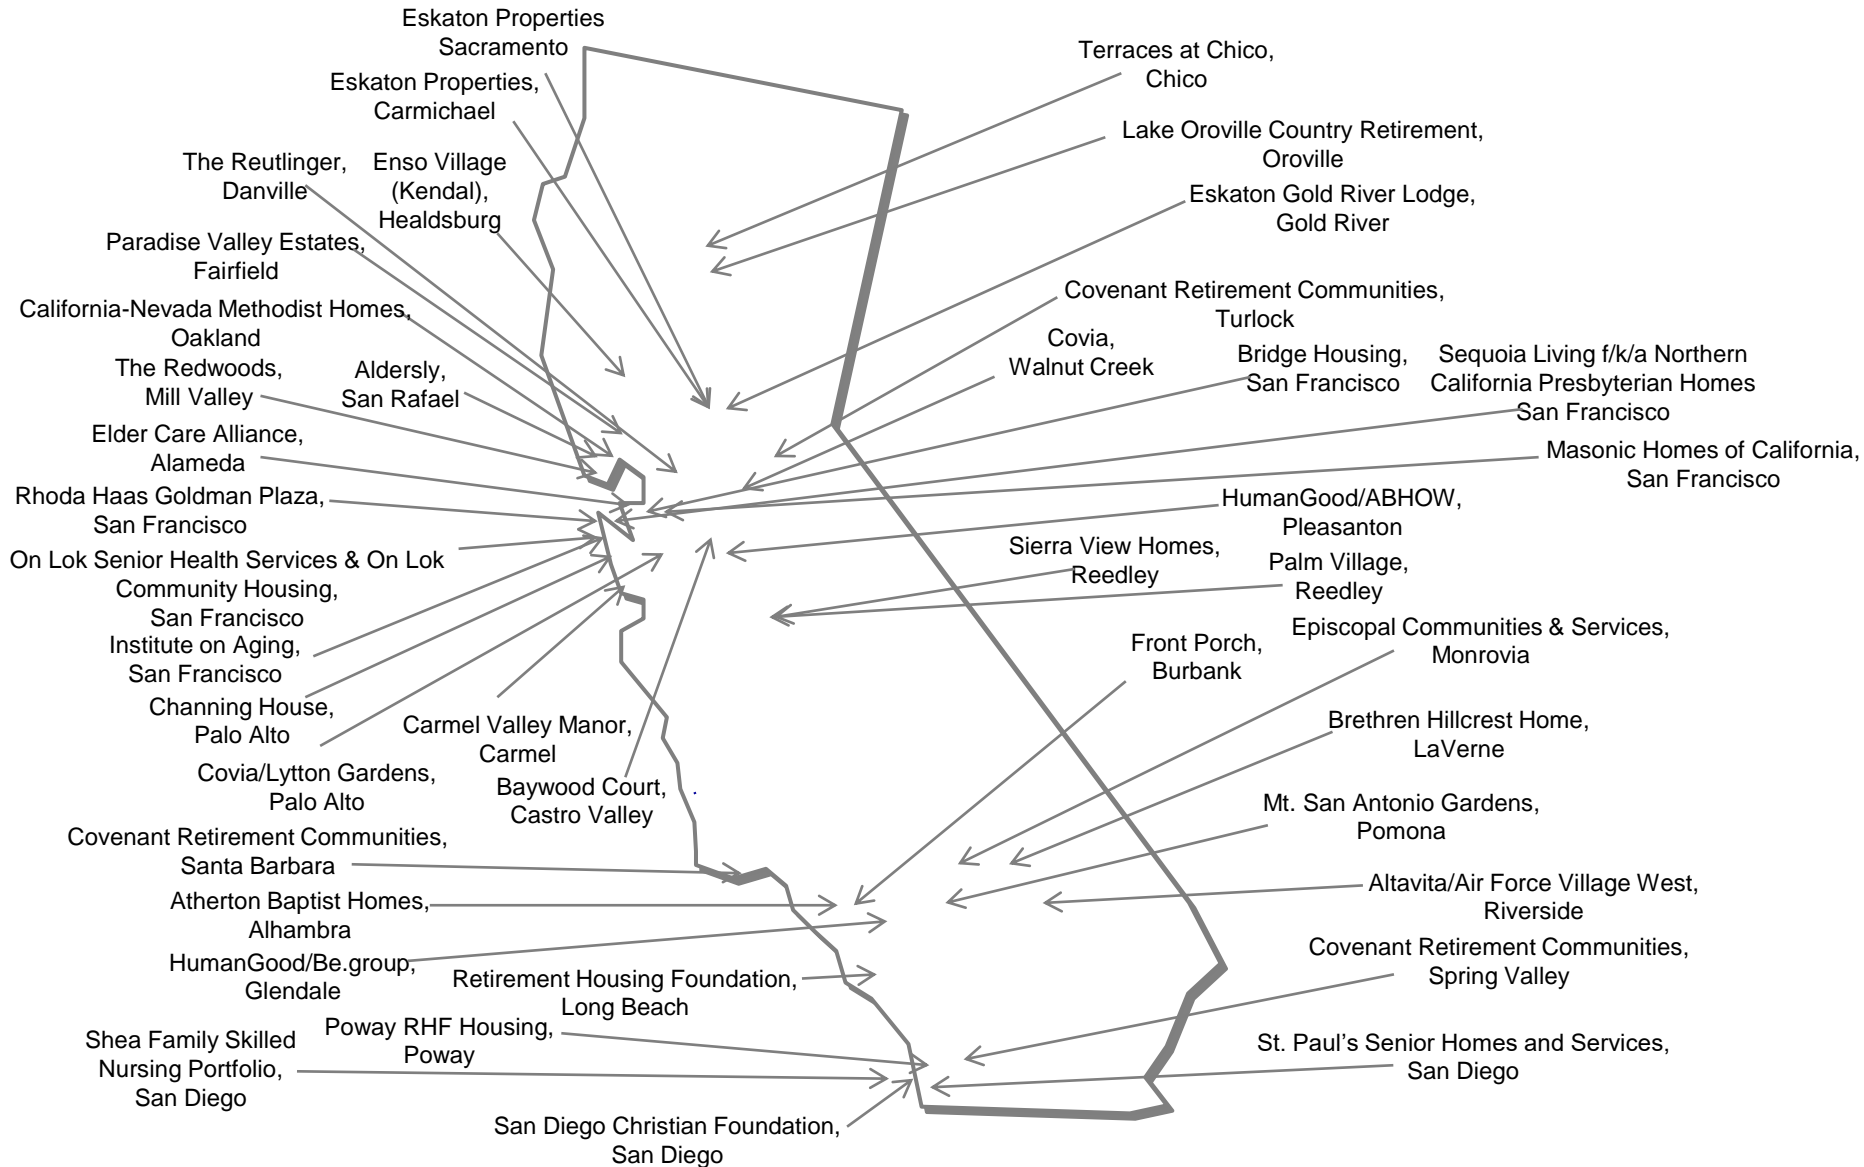 Eskaton Properties
Sacramento
Eskaton Properties,
Carmichael
The Reutlinger,
Danville
Enso Village
(Kendal),
Healdsburg
Paradise Valley Estates,
Fairfield
California-Nevada Methodist Homes,
Oakland
The Redwoods,
Mill Valley
Aldersly,
San Rafael
Elder Care Alliance,
Alameda
Rhoda Haas Goldman Plaza,
San Francisco
On Lok Senior Health Services & On Lok
Community Housing,
San Francisco
Institute on Aging,
San Francisco
Channing House,
Palo Alto
Covia/Lytton Gardens,
Palo Alto
Carmel Valley Manor,
Carmel
Baywood Court,
Castro Valley
Covenant Retirement Communities,
Santa Barbara
Atherton Baptist Homes,
Alhambra
HumanGood/Be.group,
Glendale
Retirement Housing Foundation,
Long Beach
Poway RHF Housing,
Poway
Shea Family Skilled
Nursing Portfolio,
San Diego
San Diego Christian Foundation,
San Diego
Terraces at Chico,
Chico
Lake Oroville Country Retirement,
Oroville
Eskaton Gold River Lodge,
Gold River
Covenant Retirement Communities,
Turlock
Covia,
Walnut Creek
Bridge Housing,
San Francisco
Sequoia Living f/k/a Northern
California Presbyterian Homes
San Francisco
Masonic Homes of California,
San Francisco
HumanGood/ABHOW,
Pleasanton
Sierra View Homes,
Reedley
Palm Village,
Reedley
Episcopal Communities & Services,
Monrovia
Front Porch,
Burbank
Brethren Hillcrest Home,
LaVerne
Mt. San Antonio Gardens,
Pomona
Altavita/Air Force Village West,
Riverside
Covenant Retirement Communities,
Spring Valley
St. Paul’s Senior Homes and Services,
San Diego